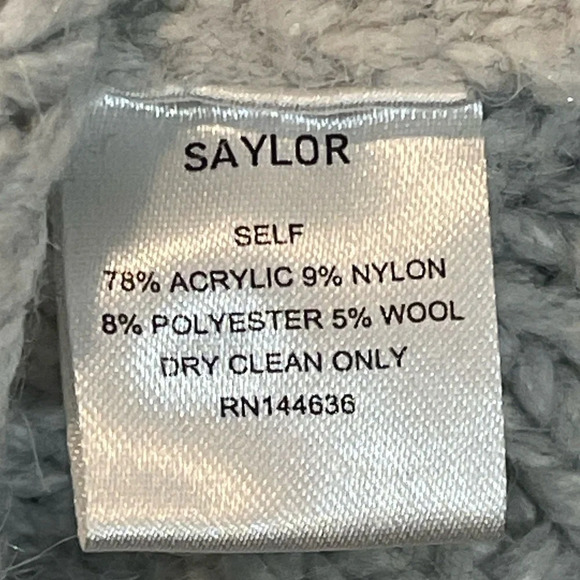 SAYLOR
SELF
78% ACRYLIC 9% NYLON
8% POLYESTER 5% WOOL
DRY CLEAN ONLY
RN144636